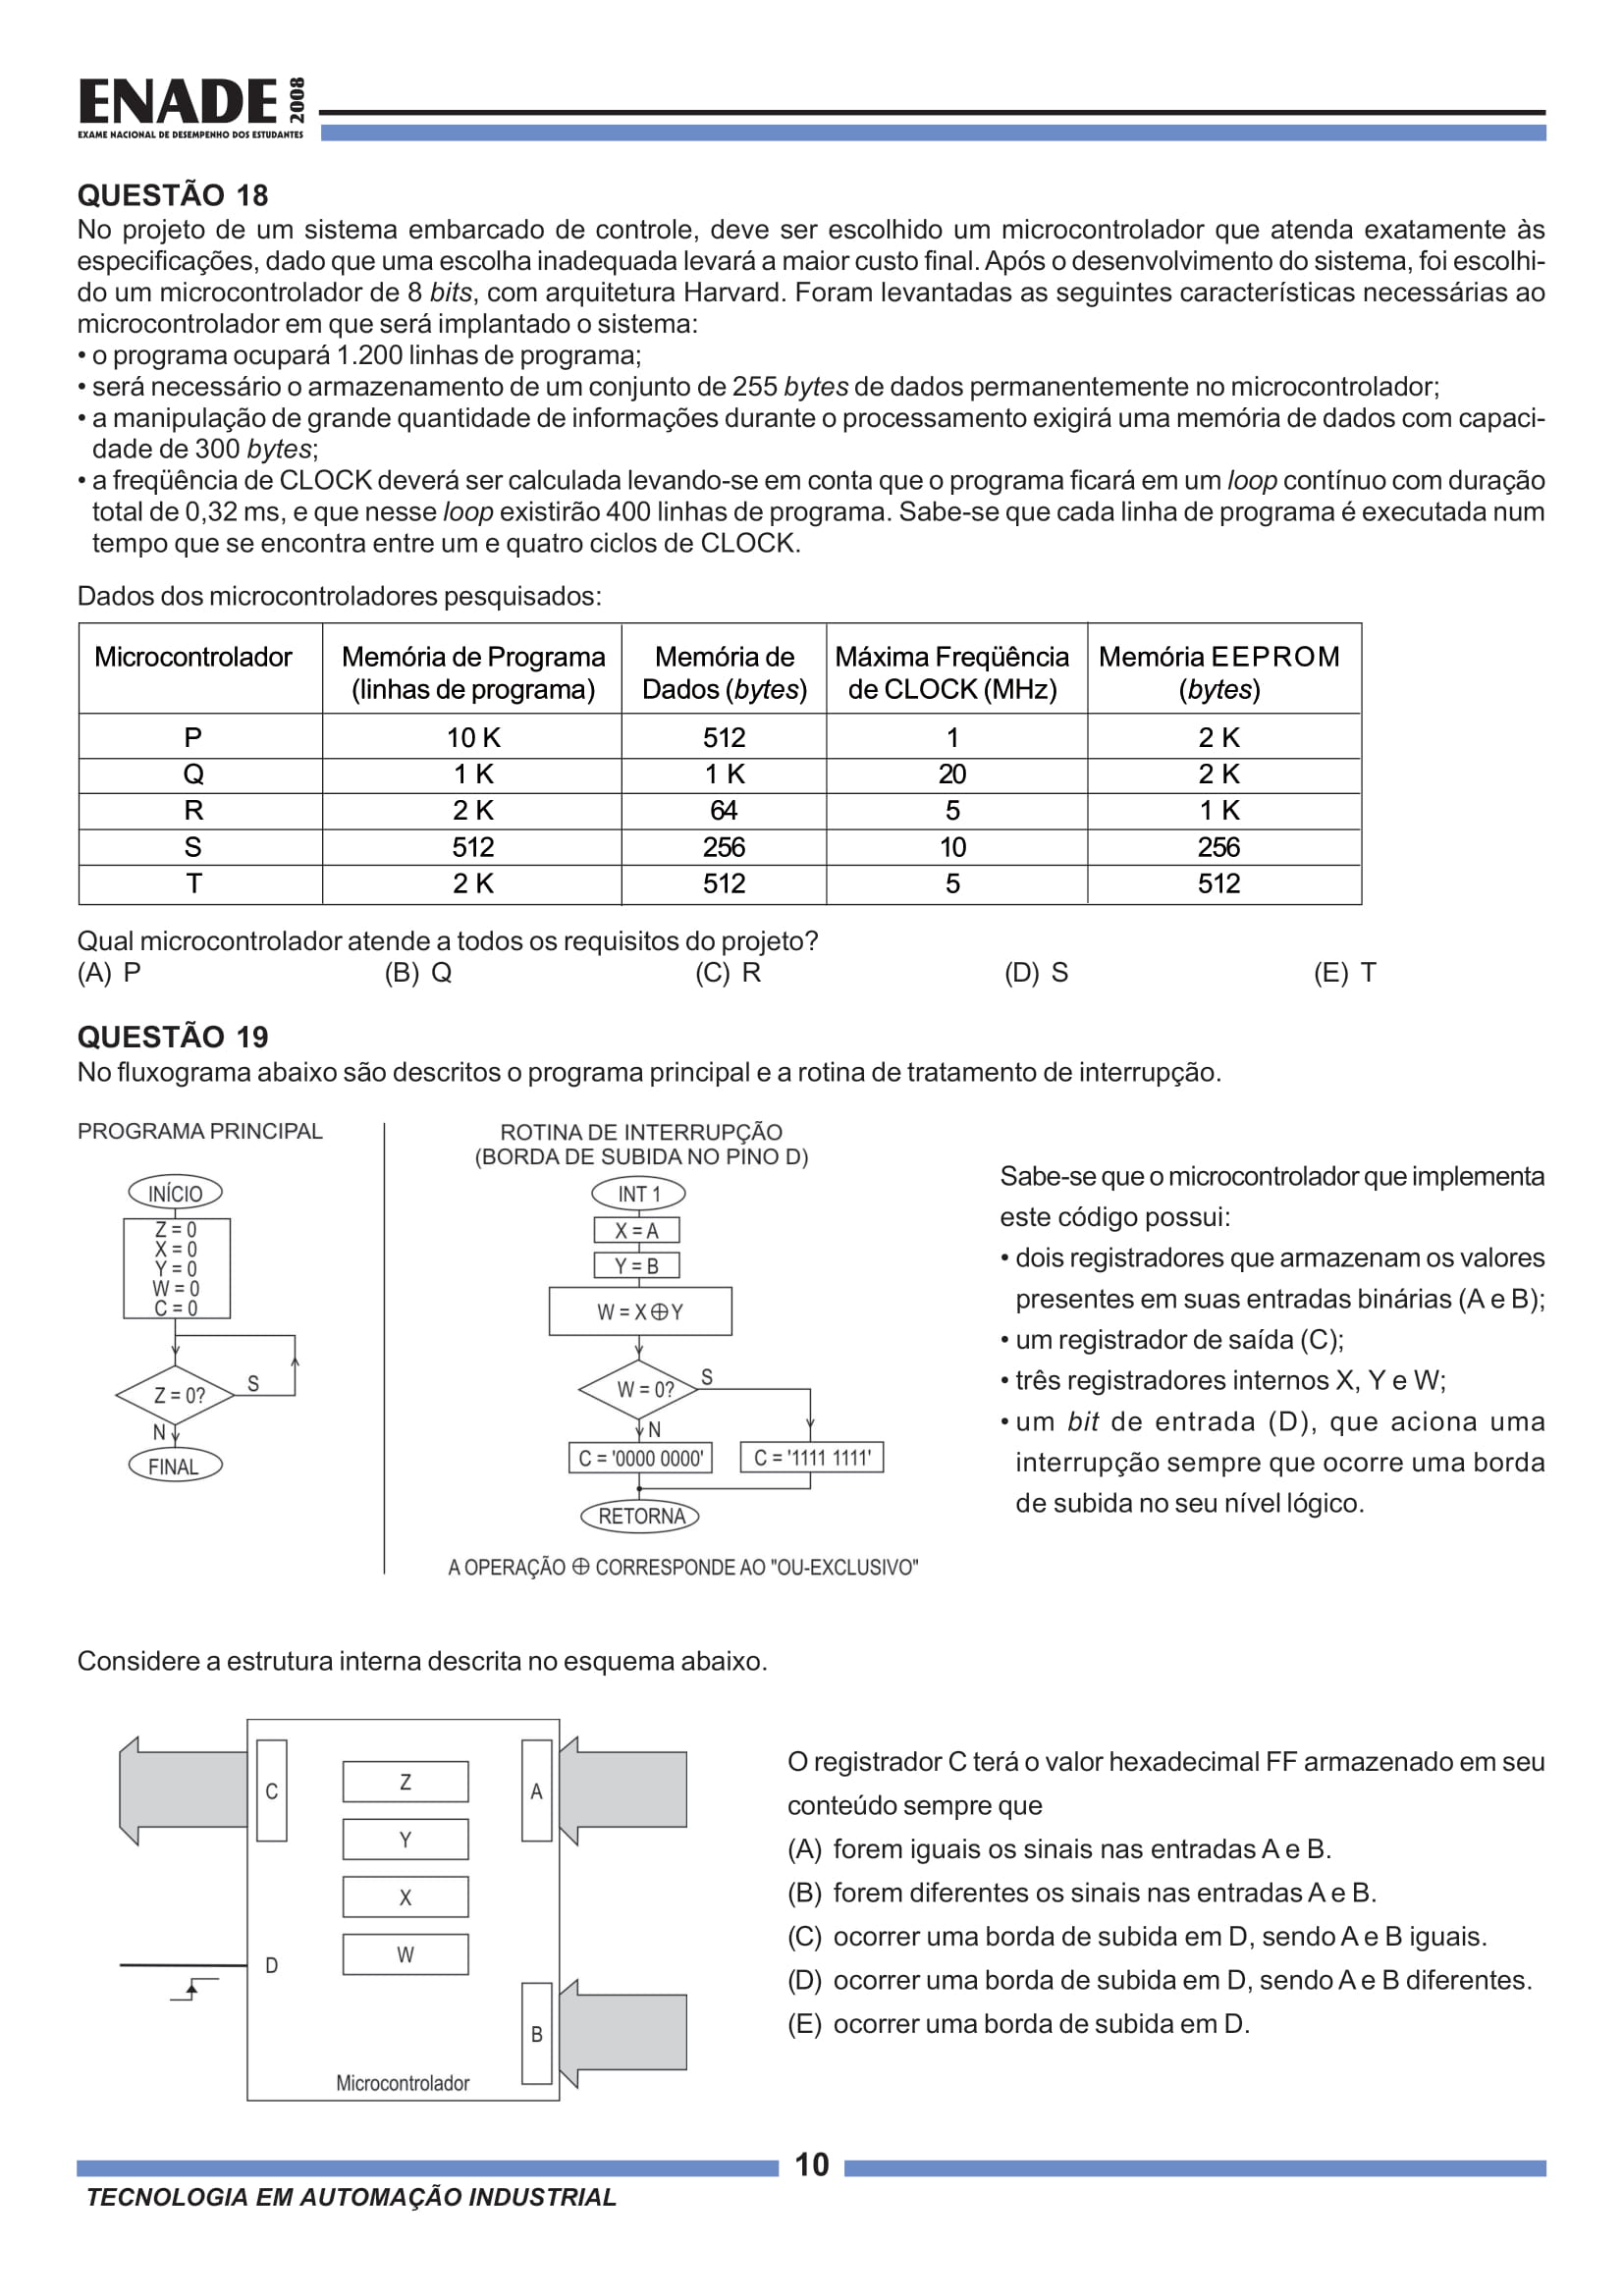 ENADE 2008
EXAME NACIONAL DE DESEMPENHO DOS ESTUDANTES
QUESTÃO 18
No projeto de um sistema embarcado de controle, deve ser escolhido um microcontrolador que atenda exatamente às
especificações, dado que uma escolha inadequada levará a maior custo final. Após o desenvolvimento do sistema, foi escolhi-
do um microcontrolador de 8 bits, com arquitetura Harvard. Foram levantadas as seguintes características necessárias ao
microcontrolador em que será implantado o sistema:
• o programa ocupará 1.200 linhas de programa;
• será necessário o armazenamento de um conjunto de 255 bytes de dados permanentemente no microcontrolador;
• a manipulação de grande quantidade de informações durante o processamento exigirá uma memória de dados com capaci-
dade de 300 bytes;
• a freqüência de CLOCK deverá ser calculada levando-se em conta que o programa ficará em um loop contínuo com duração
total de 0,32 ms, e que nesse loop existirão 400 linhas de programa. Sabe-se que cada linha de programa é executada num
tempo que se encontra entre um e quatro ciclos de CLOCK.
Dados dos microcontroladores pesquisados:
Microcontrolador Memória de Programa Memória de Máxima Freqüência Memória EEPROM
(linhas de programa) Dados (bytes) de CLOCK (MHz) (bytes)
P 10 K 512 1 2 K
Q 1 K 1 K 20 2 K
R 2 K 64 5 1 K
S 512 256 10 256
T 2 K 512 5 512
Qual microcontrolador atende a todos os requisitos do projeto?
(A) P (B) Q (C) R (D) S (E) T
QUESTÃO 19
No fluxograma abaixo são descritos o programa principal e a rotina de tratamento de interrupção.
PROGRAMA PRINCIPAL
INÍCIO
Z = 0
X = 0
Y = 0
W = 0
C = 0
Z = 0?
S
N
FINAL
ROTINA DE INTERRUPÇÃO
(BORDA DE SUBIDA NO PINO D)
INT 1
X = A
Y = B
W = X ⊕ Y
W = 0?
S
N
C = '0000 0000'
C = '1111 1111'
RETORNA
A OPERAÇÃO ⊕ CORRESPONDE AO "OU-EXCLUSIVO"
Sabe-se que o microcontrolador que implementa
este código possui:
• dois registradores que armazenam os valores
presentes em suas entradas binárias (A e B);
• um registrador de saída (C);
• três registradores internos X, Y e W;
• um bit de entrada (D), que aciona uma
interrupção sempre que ocorre uma borda
de subida no seu nível lógico.
Considere a estrutura interna descrita no esquema abaixo.
C
Z
A
Y
X
W
D
B
Microcontrolador
O registrador C terá o valor hexadecimal FF armazenado em seu
conteúdo sempre que
(A) forem iguais os sinais nas entradas A e B.
(B) forem diferentes os sinais nas entradas A e B.
(C) ocorrer uma borda de subida em D, sendo A e B iguais.
(D) ocorrer uma borda de subida em D, sendo A e B diferentes.
(E) ocorrer uma borda de subida em D.
10
TECNOLOGIA EM AUTOMAÇÃO INDUSTRIAL